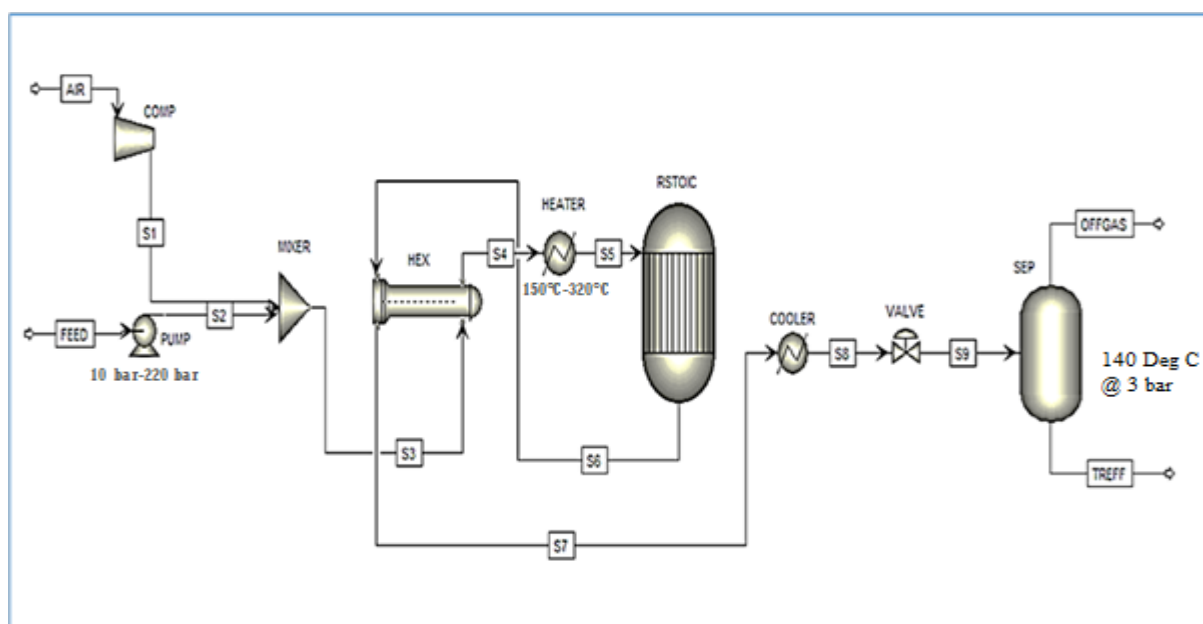 AIR
COMP
S1
MIXER
S2
FEED
PUMP
10 bar-220 bar
S3
HEX
S4
HEATER
S5
150°C-320°C
RSTOIC
S6
S7
COOLER
S8
VALVE
S9
SEP
OFFGAS
140 Deg C
@ 3 bar
TREFF